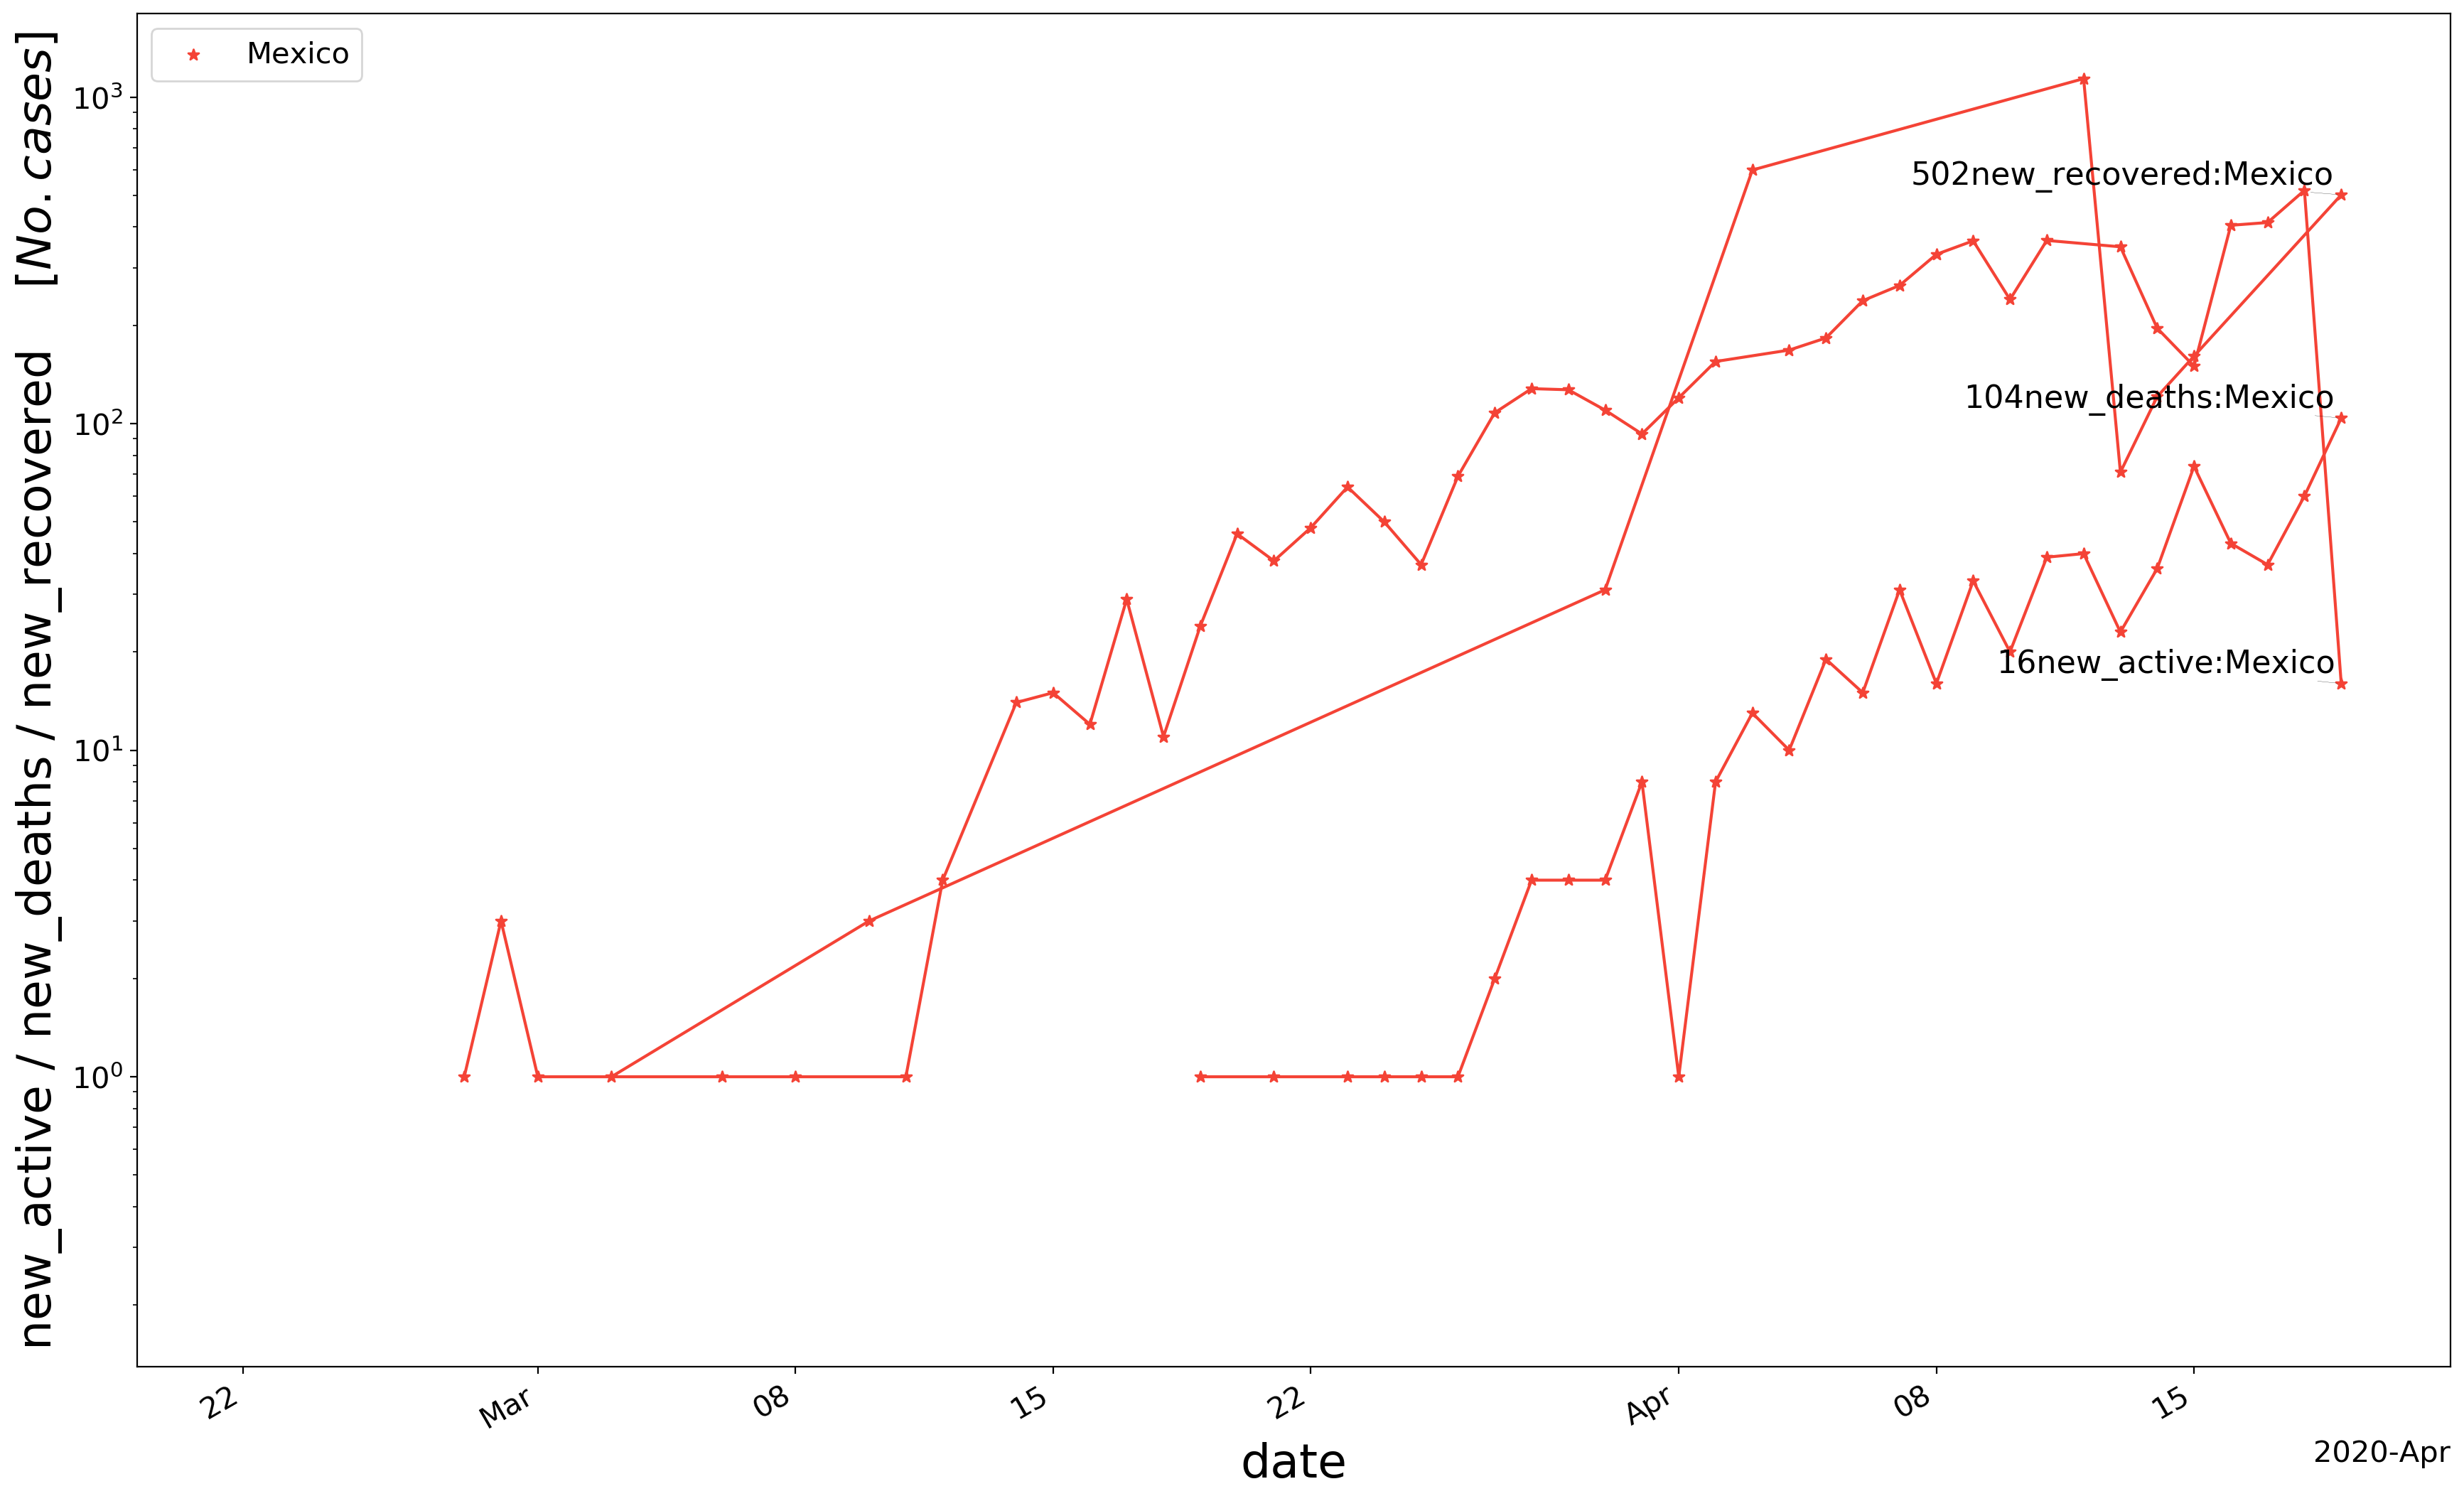 new_active / new_deaths / new_recovered [No.cases]
Mexico
10³
10²
10¹
10⁰
502new_recovered:Mexico
104new_deaths:Mexico
16new_active:Mexico
22
Mar
08
15
22
Apr
08
15
date
2020-Apr